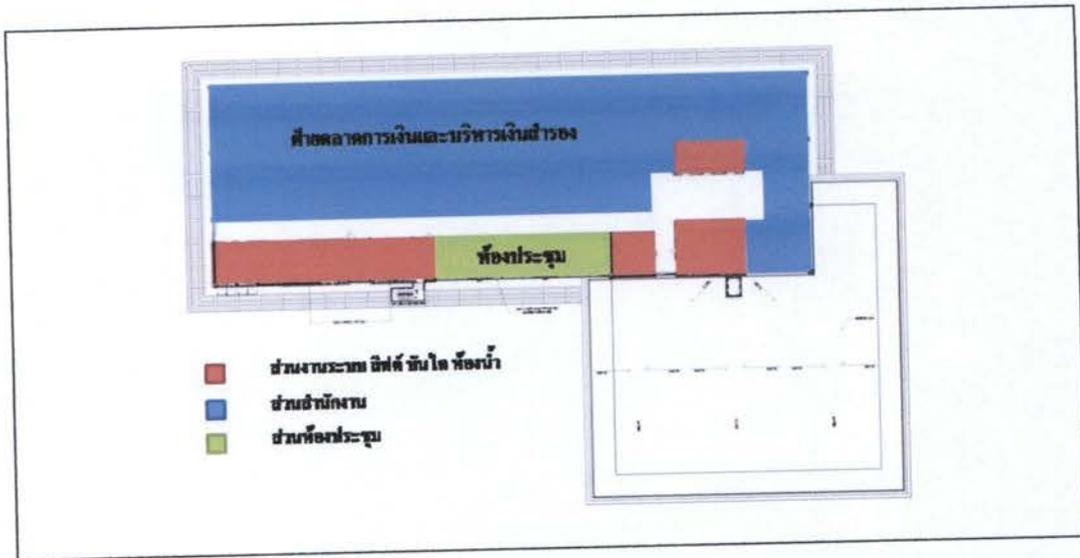 ฝ่ายตลาดการเงินและบริหารเงินสำรอง
ห้องประชุม
ส่วนงานระบบ ลิฟต์ บันได ห้องน้ำ
ส่วนสำนักงาน
ส่วนห้องประชุม